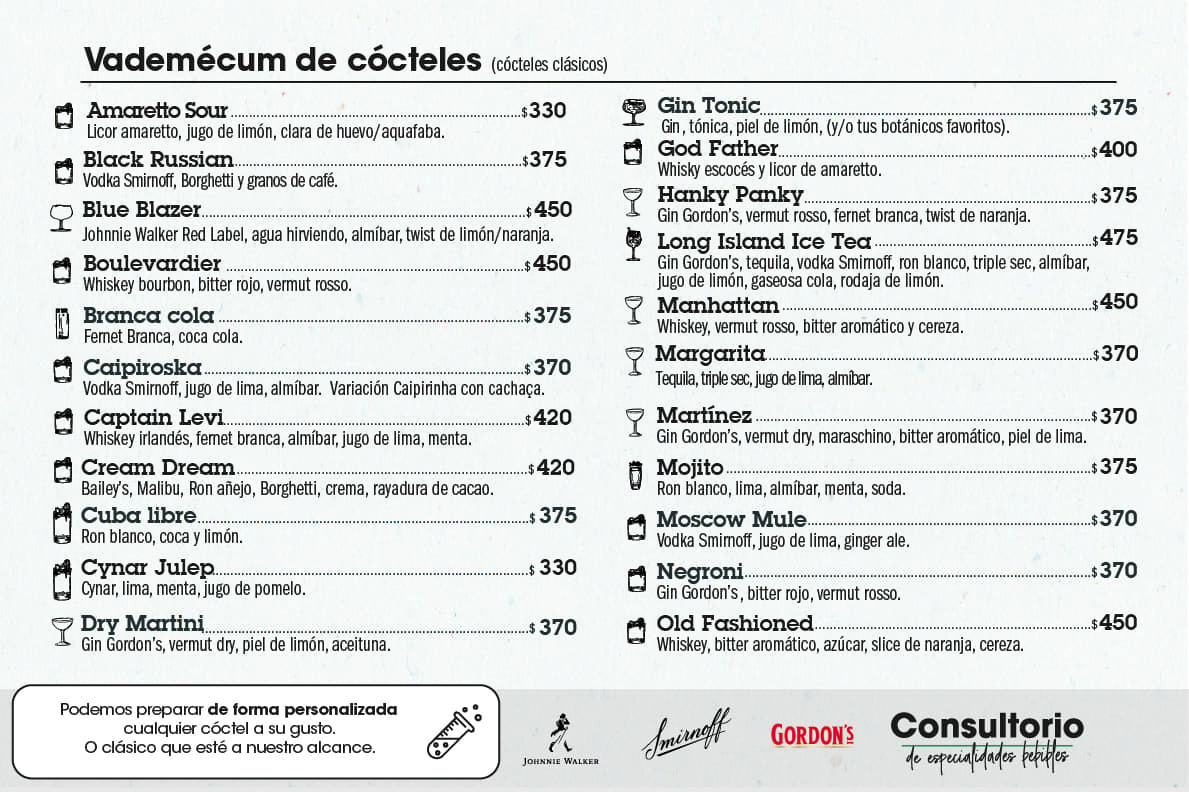 Vademécum de cócteles (cócteles clásicos)
Amaretto Sour $330
Licor amaretto, jugo de limón, clara de huevo/aquafaba.
Black Russian $375
Vodka Smirnoff, Borghetti y granos de café.
Blue Blazer $450
Johnnie Walker Red Label, agua hirviendo, almíbar, twist de limón/naranja.
Boulevardier $450
Whiskey bourbon, bitter rojo, vermut rosso.
Branca cola $375
Fernet Branca, coca cola.
Caipiroska $370
Vodka Smirnoff, jugo de lima, almíbar. Variación Caipirinha con cachaça.
Captain Levi $420
Whiskey irlandés, fernet branca, almíbar, jugo de lima, menta.
Cream Dream $420
Bailey's, Malibu, Ron añejo, Borghetti, crema, rayadura de cacao.
Cuba libre $375
Ron blanco, coca y limón.
Cynar Julep $330
Cynar, lima, menta, jugo de pomelo.
Dry Martini $370
Gin Gordon's, vermut dry, piel de limón, aceituna.
Gin Tonic $375
Gin, tónica, piel de limón, (y/o tus botánicos favoritos).
God Father $400
Whisky escocés y licor de amaretto.
Hanky Panky $375
Gin Gordon's, vermut rosso, fernet branca, twist de naranja.
Long Island Ice Tea $475
Gin Gordon's, tequila, vodka Smirnoff, ron blanco, triple sec, almíbar,
jugo de limón, gaseosa cola, rodaja de limón.
Manhattan $450
Whiskey, vermut rosso, bitter aromático y cereza.
Margarita $370
Tequila, triple sec, jugo de lima, almíbar.
Martínez $370
Gin Gordon's, vermut dry, maraschino, bitter aromático, piel de lima.
Mojito $375
Ron blanco, lima, almíbar, menta, soda.
Moscow Mule $370
Vodka Smirnoff, jugo de lima, ginger ale.
Negroni $370
Gin Gordon's, bitter rojo, vermut rosso.
Old Fashioned $450
Whiskey, bitter aromático, azúcar, slice de naranja, cereza.
Podemos preparar de forma personalizada
cualquier cóctel a su gusto.
O clásico que esté a nuestro alcance.
JOHNNIE WALKER
Smirnoff
GORDON'S
Consultorio
de especialidades bebibles